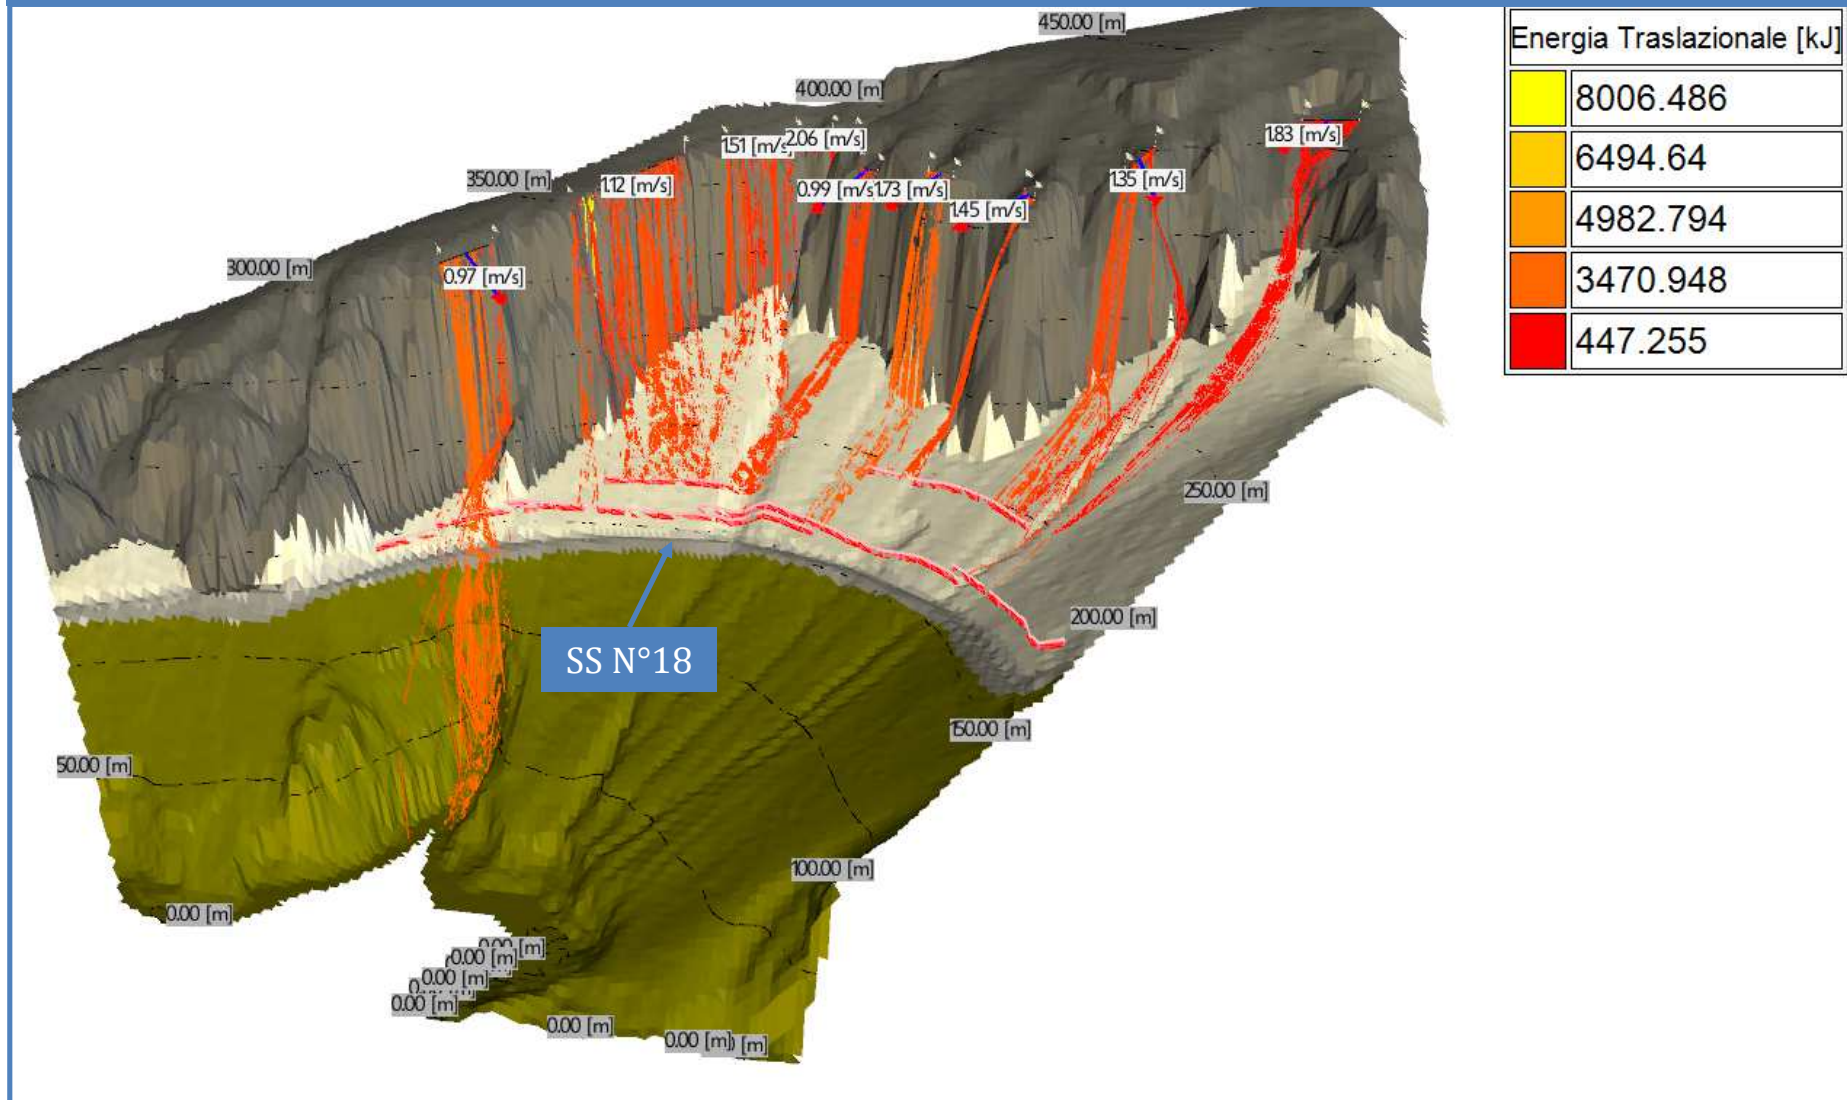 450.00 [m]
Energia Traslazionale [kJ]
8006.486
6494.64
4982.794
3470.948
447.255
400.00 [m]
1.83 [m/s]
1.51 [m/s
2.06 [m/s]
350.00 [m]
1.12 [m/s]
0.99 [m/s
1.73 [m/s]
1.35 [m/s]
1.45 [m/s]
300.00 [m]
0.97 [m/s]
250.00 [m]
200.00 [m]
SS N°18
150.00 [m]
50.00 [m]
100.00 [m]
0.00 [m]
0.00 [m]
0.00 [m]
0.00 [m]
0.00 [m]
0.00 [m]
0.00 [m]
[m]